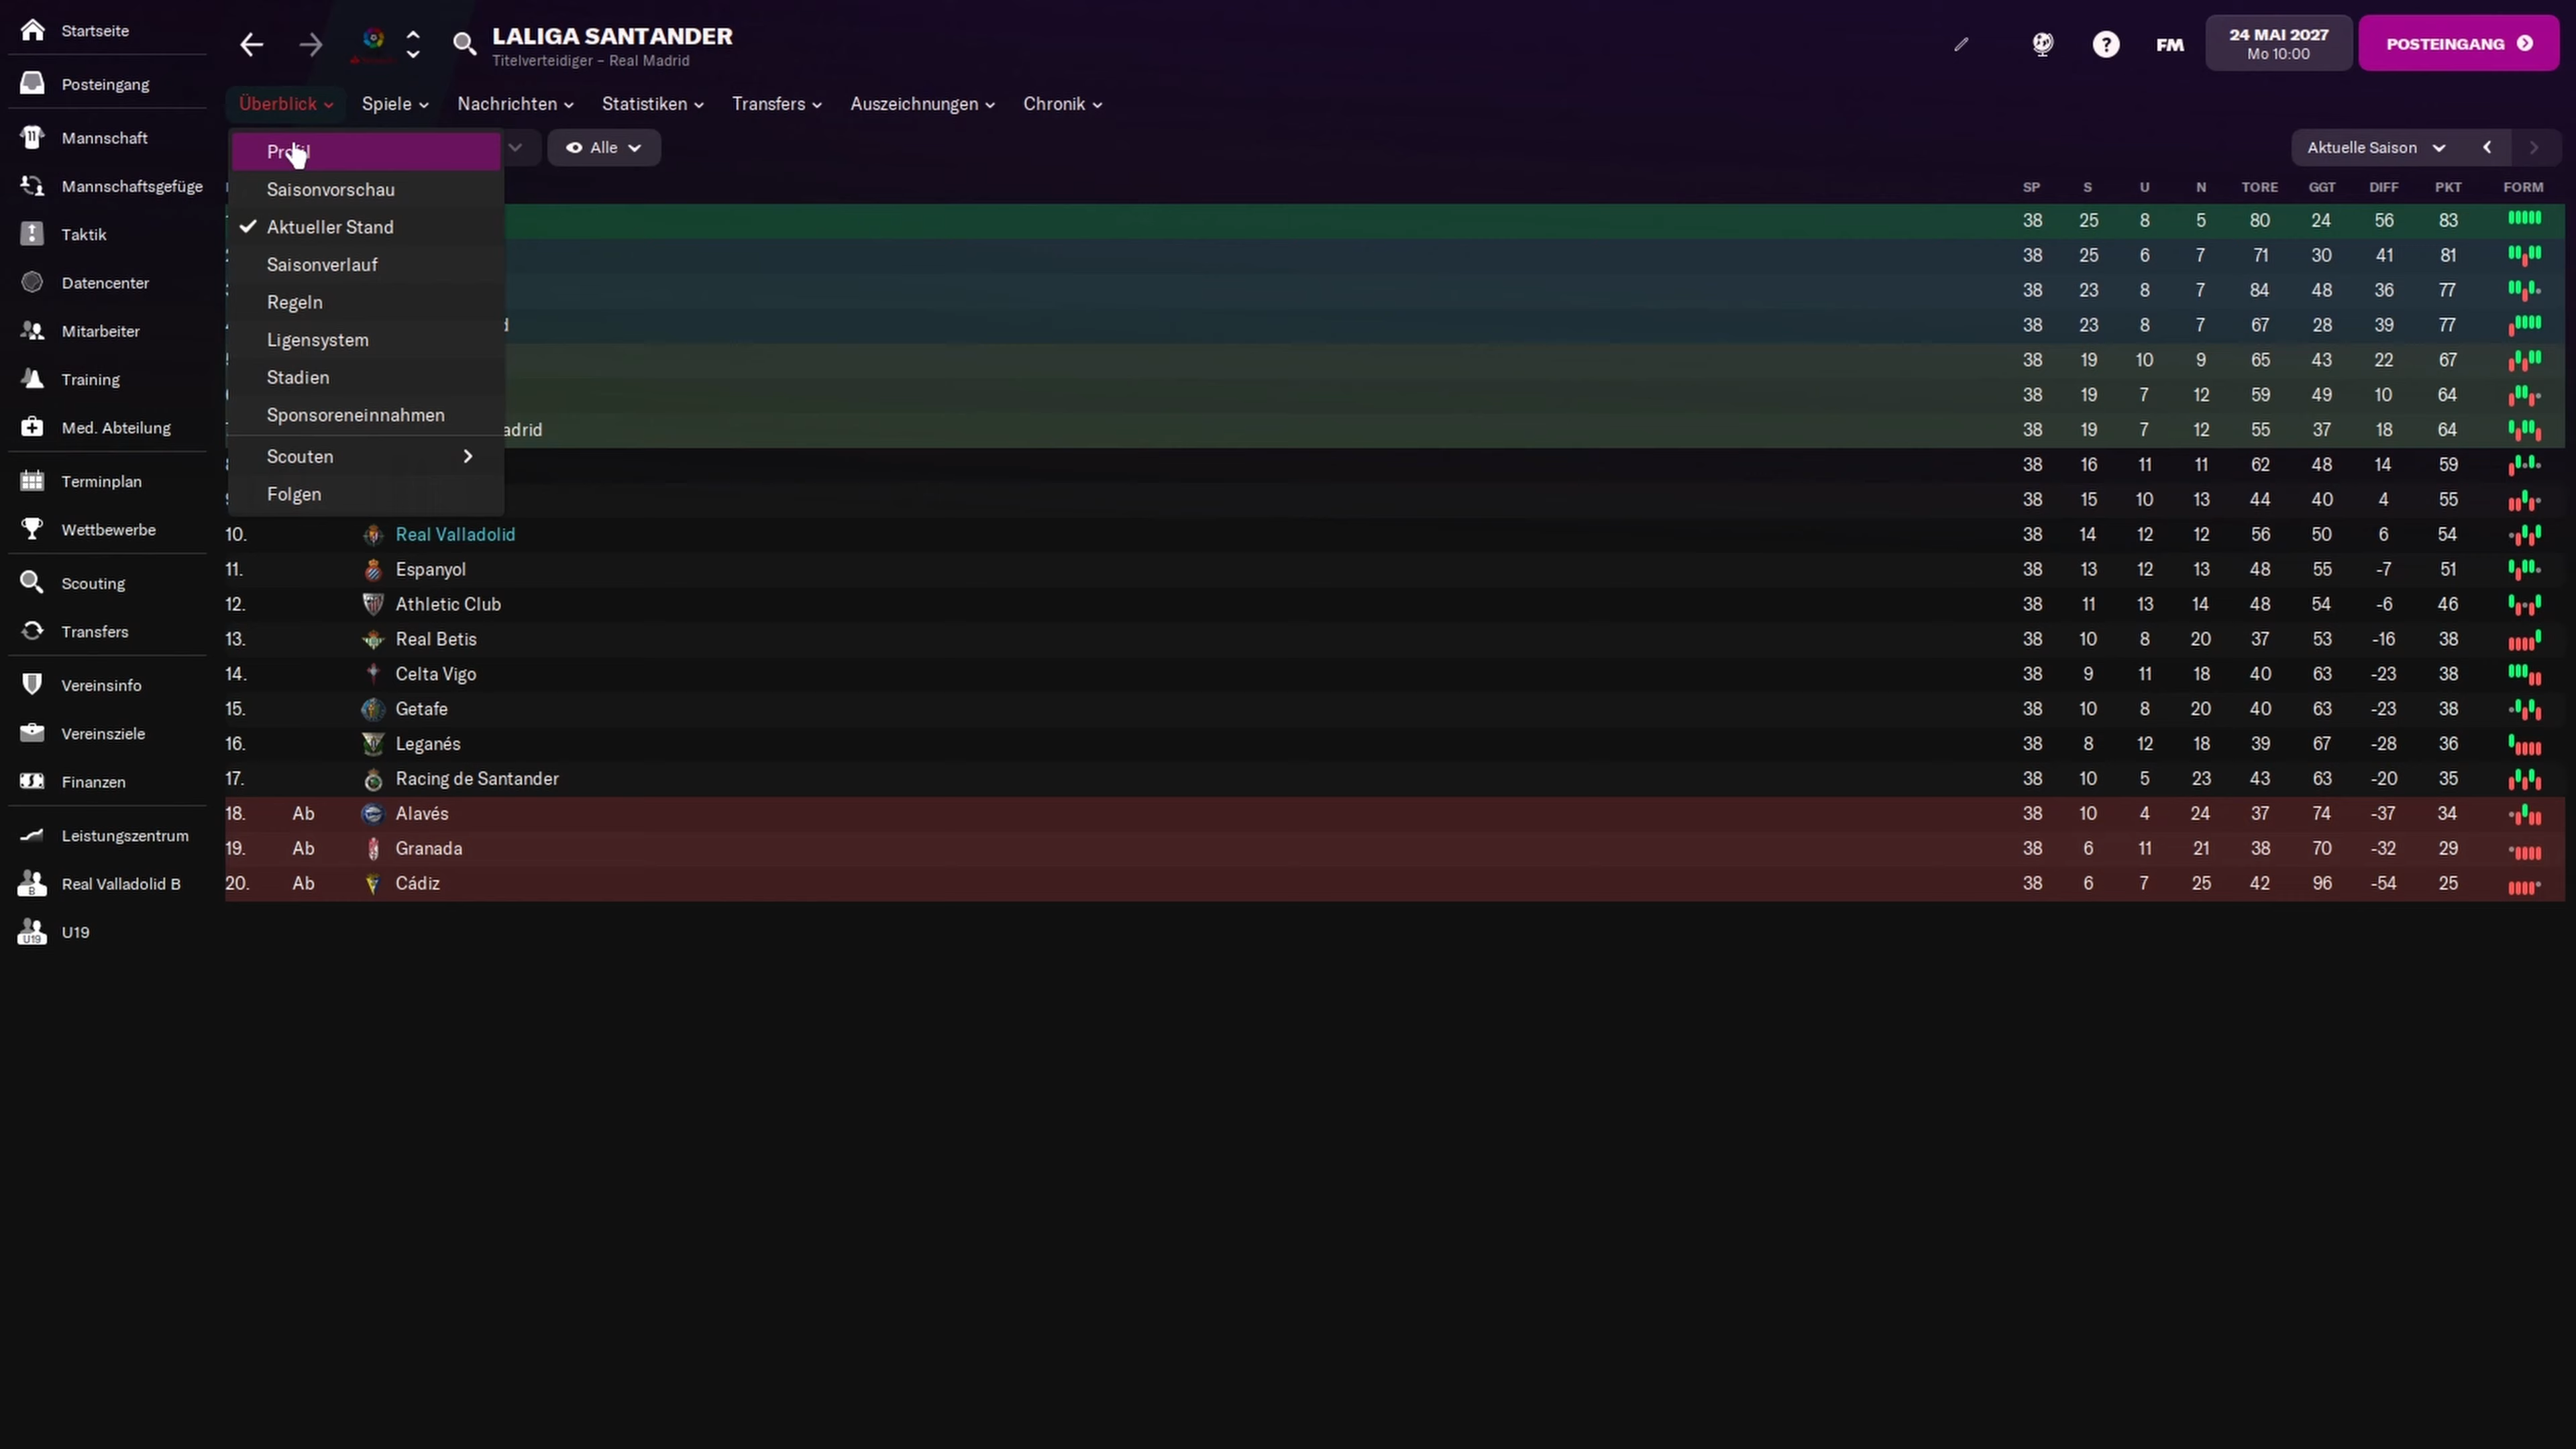 Startseite
Posteingang
Mannschaft
Mannschaftsgefüge
Taktik
Datencenter
Mitarbeiter
Training
Med. Abteilung
Terminplan
Wettbewerbe
Scouting
Transfers
Vereinsinfo
Vereinsziele
Finanzen
Leistungszentrum
Real Valladolid B
U19
LALIGA SANTANDER
Titelverteidiger – Real Madrid
FM
24 MAI 2027
Mo 10:00
POSTEINGANG
Überblick Spiele Nachrichten Statistiken Transfers Auszeichnungen Chronik
Profil
Saisonvorschau
Aktueller Stand
Saisonverlauf
Regeln
Ligensystem
Stadien
Sponsoreneinnahmen
Scouten
Folgen
Alle
Aktuelle Saison
SP S U N TORE GGT DIFF PKT FORM
38 25 8 5 80 24 56 83
38 25 6 7 71 30 41 81
38 23 8 7 84 48 36 77
38 23 8 7 67 28 39 77
38 19 10 9 65 43 22 67
38 19 7 12 59 49 10 64
adrid 38 19 7 12 55 37 18 64
38 16 11 11 62 48 14 59
38 15 10 13 44 40 4 55
10. Real Valladolid 38 14 12 12 56 50 6 54
11. Espanyol 38 13 12 13 48 55 -7 51
12. Athletic Club 38 11 13 14 48 54 -6 46
13. Real Betis 38 10 8 20 37 53 -16 38
14. Celta Vigo 38 9 11 18 40 63 -23 38
15. Getafe 38 10 8 20 40 63 -23 38
16. Leganés 38 8 12 18 39 67 -28 36
17. Racing de Santander 38 10 5 23 43 63 -20 35
18. Ab Alavés 38 10 4 24 37 74 -37 34
19. Ab Granada 38 6 11 21 38 70 -32 29
20. Ab Cádiz 38 6 7 25 42 96 -54 25